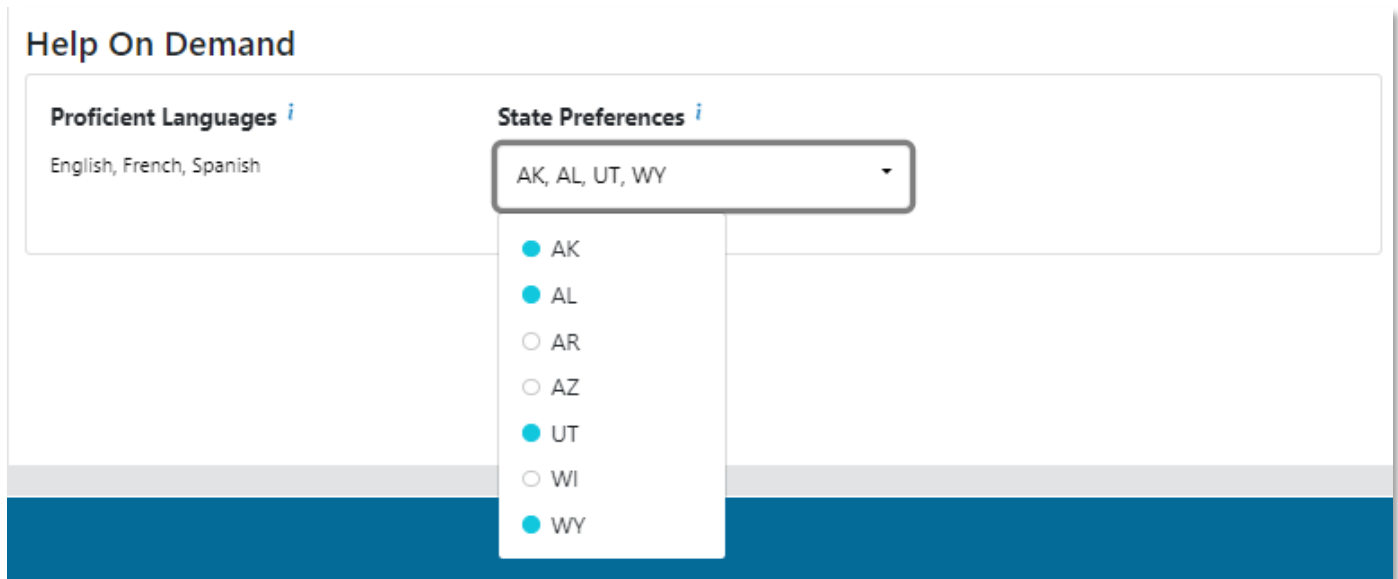 Help On Demand
Proficient Languages i
State Preferences i
English, French, Spanish
AK, AL, UT, WY
AK
AL
AR
AZ
UT
WI
WY